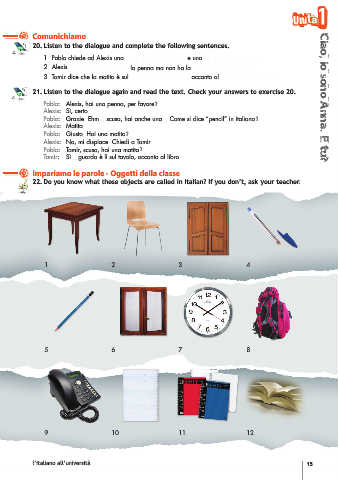 Unità 1
Ciao, io sono Anna. E tu?
Comunichiamo
20. Listen to the dialogue and complete the following sentences.
1 Pablo chiede ad Alexis una e una
2 Alexis la penna ma non ha la
3 Tamir dice che la matita è sul accanto al
21. Listen to the dialogue again and read the text. Check your answers to exercise 20.
Pablo: Alexis, hai una penna, per favore?
Alexis: Sì, certo
Pablo: Grazie Ehm scusa, hai anche una Come si dice "pencil" in italiano?
Alexis: Matita
Pablo: Giusto Hai una matita?
Alexis: No, mi dispiace Chiedi a Tamir
Pablo: Tamir, scusa, hai una matita?
Tamir: Sì guarda è lì sul tavolo, accanto al libro
Impariamo le parole - Oggetti della classe
22. Do you know what these objects are called in Italian? If you don't, ask your teacher.
1 2 3 4
5 6 7 8
9 10 11 12
L'italiano all'università
15